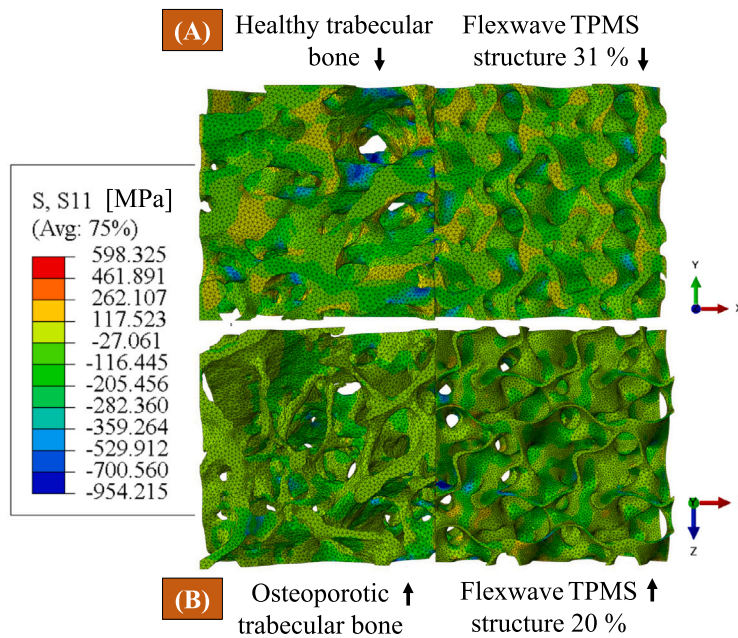 (A)
Healthy trabecular
bone ↓
Flexwave TPMS
structure 31 % ↓
S, S11 [MPa]
(Avg: 75%)
598.325
461.891
262.107
117.523
-27.061
-116.445
-205.456
-282.360
-359.264
-529.912
-700.560
-954.215
Y
X
Y
Z
(B)
Osteoporotic ↑
trabecular bone
Flexwave TPMS ↑
structure 20 %